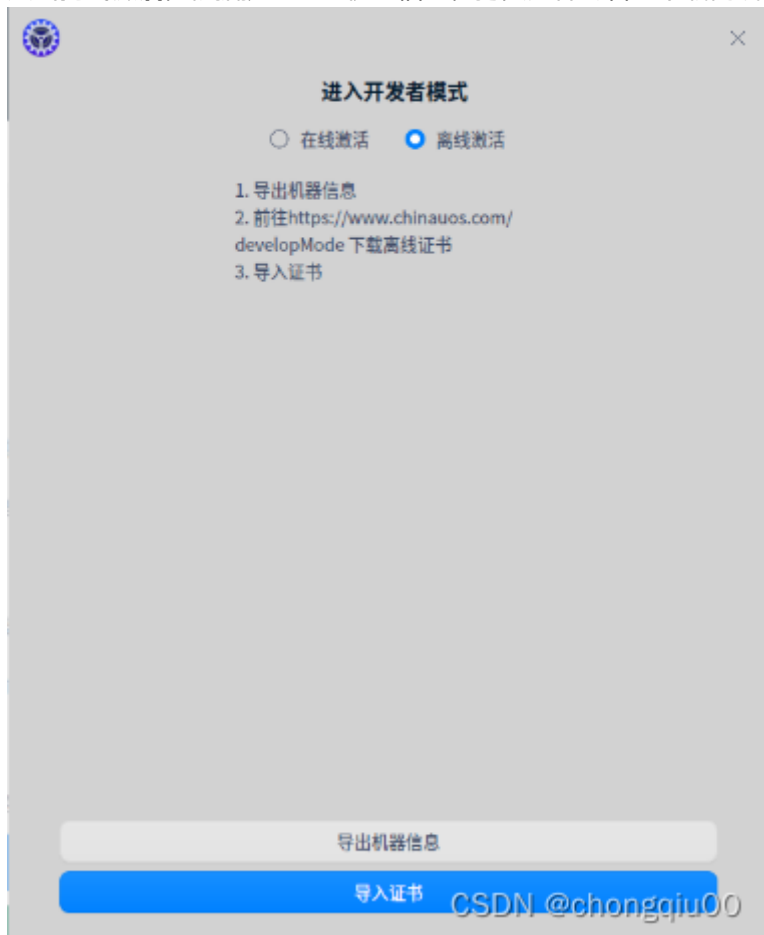 进入开发者模式
在线激活 离线激活
1. 导出机器信息
2. 前往https://www.chinauos.com/
developMode 下载离线证书
3. 导入证书
导出机器信息
导入证书
CSDN @chongqiu00